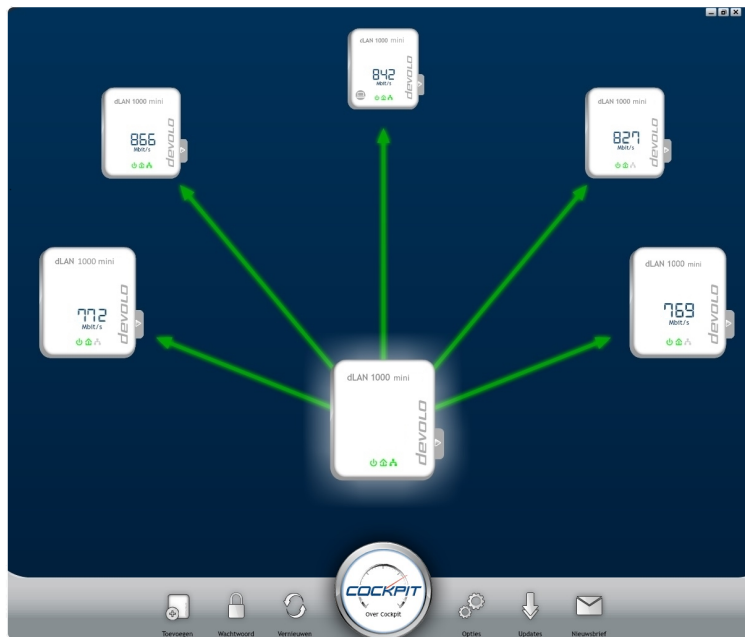 dLAN 1000 mini
842
Mbit/s
devolo
dLAN 1000 mini
866
Mbit/s
devolo
dLAN 1000 mini
827
Mbit/s
devolo
dLAN 1000 mini
772
Mbit/s
devolo
dLAN 1000 mini
769
Mbit/s
devolo
dLAN 1000 mini
devolo
COCKPIT
Over Cockpit
Toevoegen
Wachtwoord
Vernieuwen
Opties
Updates
Nieuwsbrief